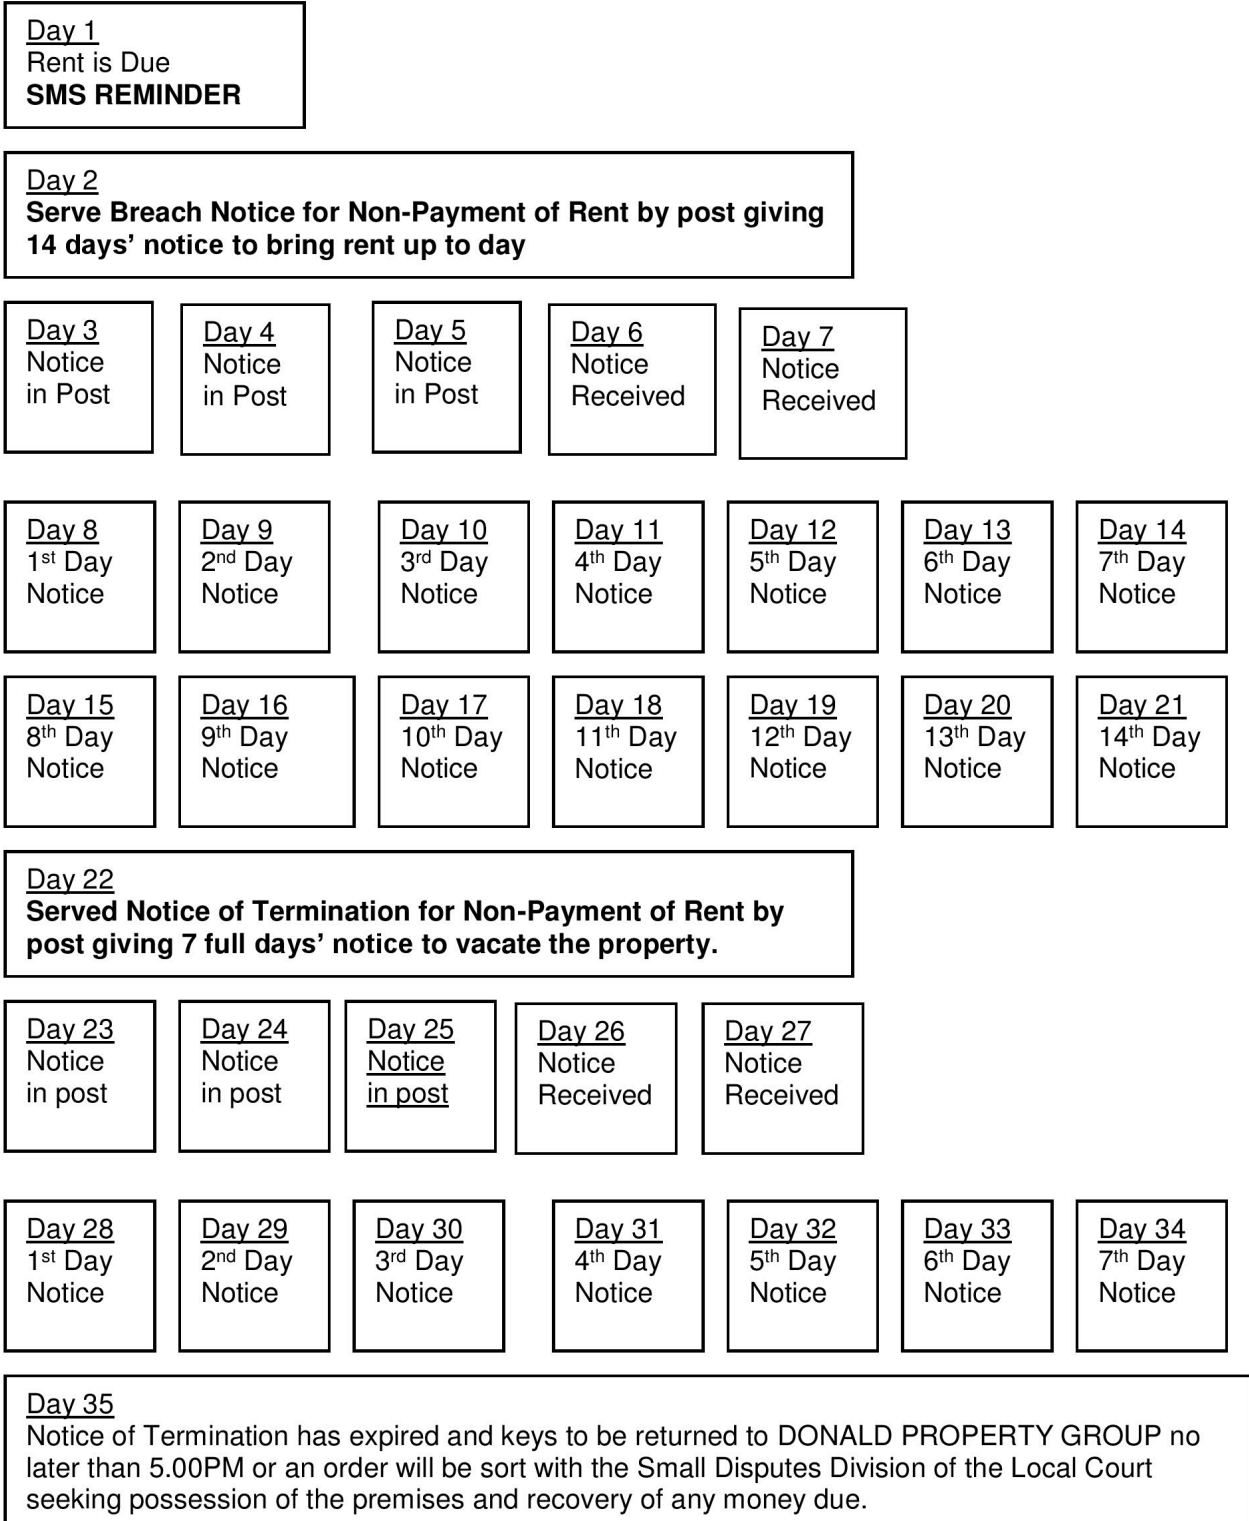 Day 1
Rent is Due
SMS REMINDER
Day 2
Serve Breach Notice for Non-Payment of Rent by post giving
14 days’ notice to bring rent up to day
Day 3
Notice
in Post
Day 4
Notice
in Post
Day 5
Notice
in Post
Day 6
Notice
Received
Day 7
Notice
Received
Day 8
1st Day
Notice
Day 9
2nd Day
Notice
Day 10
3rd Day
Notice
Day 11
4th Day
Notice
Day 12
5th Day
Notice
Day 13
6th Day
Notice
Day 14
7th Day
Notice
Day 15
8th Day
Notice
Day 16
9th Day
Notice
Day 17
10th Day
Notice
Day 18
11th Day
Notice
Day 19
12th Day
Notice
Day 20
13th Day
Notice
Day 21
14th Day
Notice
Day 22
Served Notice of Termination for Non-Payment of Rent by
post giving 7 full days’ notice to vacate the property.
Day 23
Notice
in post
Day 24
Notice
in post
Day 25
Notice
in post
Day 26
Notice
Received
Day 27
Notice
Received
Day 28
1st Day
Notice
Day 29
2nd Day
Notice
Day 30
3rd Day
Notice
Day 31
4th Day
Notice
Day 32
5th Day
Notice
Day 33
6th Day
Notice
Day 34
7th Day
Notice
Day 35
Notice of Termination has expired and keys to be returned to DONALD PROPERTY GROUP no
later than 5.00PM or an order will be sort with the Small Disputes Division of the Local Court
seeking possession of the premises and recovery of any money due.